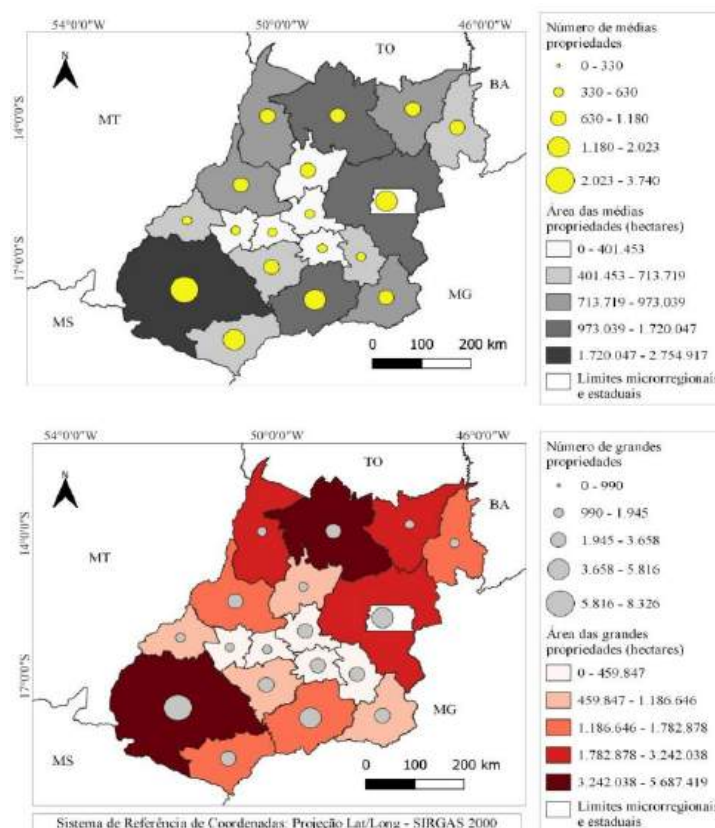 54°0'0"W 50°0'0"W 46°0'0"W
N
TO
BA
MT
14°0'0"S
17°0'0"S
MG
MS
0 100 200 km
Número de médias
propriedades
0 - 330
330 - 630
630 - 1.180
1.180 - 2.023
2.023 - 3.740
Área das médias
propriedades (hectares)
0 - 401.453
401.453 - 713.719
713.719 - 973.039
973.039 - 1.720.047
1.720.047 - 2.754.917
Limites microrregionais
e estaduais
54°0'0"W 50°0'0"W 46°0'0"W
N
TO
BA
MT
14°0'0"S
17°0'0"S
MG
MS
0 100 200 km
Número de grandes
propriedades
0 - 990
990 - 1.945
1.945 - 3.658
3.658 - 5.816
5.816 - 8.326
Área das grandes
propriedades (hectares)
0 - 459.847
459.847 - 1.186.646
1.186.646 - 1.782.878
1.782.878 - 3.242.038
3.242.038 - 5.687.419
Limites microrregionais
e estaduais
Sistema de Referência de Coordenadas: Projeção Lat/Long - SIRGAS 2000